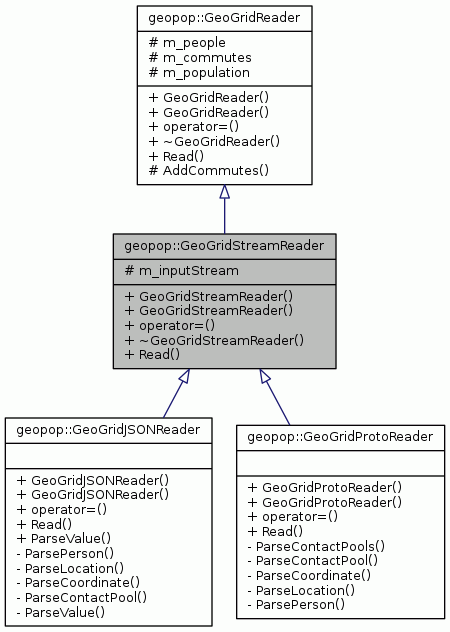 geopop::GeoGridReader
# m_people
# m_commutes
# m_population
+ GeoGridReader()
+ GeoGridReader()
+ operator=()
+ ~GeoGridReader()
+ Read()
# AddCommutes()
geopop::GeoGridStreamReader
# m_inputStream
+ GeoGridStreamReader()
+ GeoGridStreamReader()
+ operator=()
+ ~GeoGridStreamReader()
+ Read()
geopop::GeoGridJSONReader
+ GeoGridJSONReader()
+ GeoGridJSONReader()
+ operator=()
+ Read()
+ ParseValue()
- ParsePerson()
- ParseLocation()
- ParseCoordinate()
- ParseContactPool()
- ParseValue()
geopop::GeoGridProtoReader
+ GeoGridProtoReader()
+ GeoGridProtoReader()
+ operator=()
+ Read()
- ParseContactPools()
- ParseContactPool()
- ParseCoordinate()
- ParseLocation()
- ParsePerson()